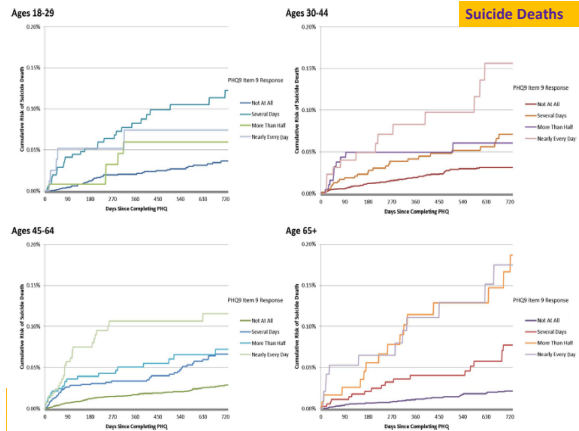 Suicide Deaths
Ages 18-29
0.20%
0.15%
0.10%
0.05%
0.00%
Cumulative Risk of Suicide Death
0 90 180 270 360 450 540 630 720
Days Since Completing PHQ
PHQ9 Item 9 Response
Not At All
Several Days
More Than Half
Nearly Every Day
Ages 30-44
0.20%
0.15%
0.10%
0.05%
0.00%
Cumulative Risk of Suicide Death
0 90 180 270 360 450 540 630 720
Days Since Completing PHQ
PHQ9 Item 9 Response
Not At All
Several Days
More Than Half
Nearly Every Day
Ages 45-64
0.20%
0.15%
0.10%
0.05%
0.00%
Cumulative Risk of Suicide Death
0 90 180 270 360 450 540 630 720
Days Since Completing PHQ
PHQ9 Item 9 Response
Not At All
Several Days
More Than Half
Nearly Every Day
Age 65+
0.20%
0.15%
0.10%
0.05%
0.00%
Cumulative Risk of Suicide Death
0 90 180 270 360 450 540 630 720
Days Since Completing PHQ
PHQ9 Item 9 Response
Not At All
Several Days
More Than Half
Nearly Every Day